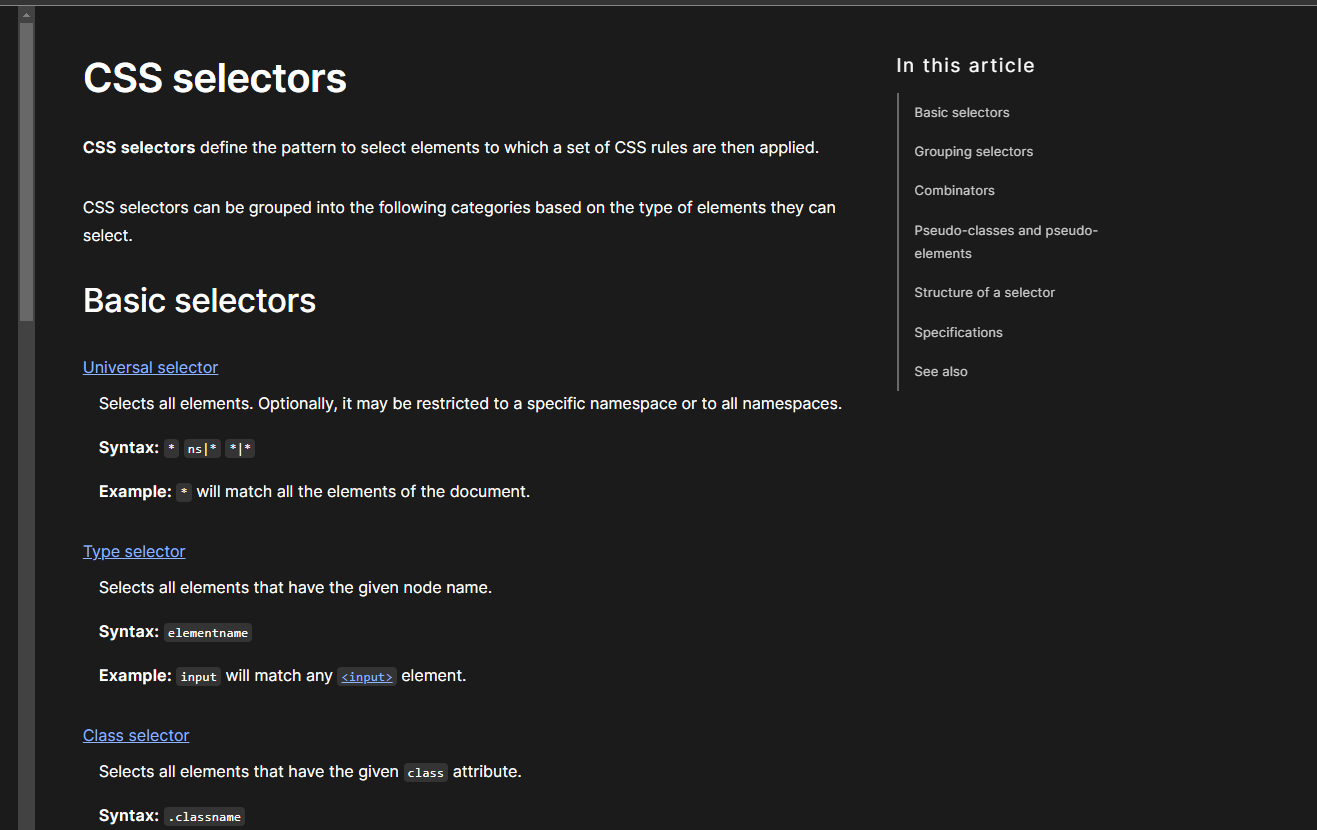 CSS selectors
CSS selectors define the pattern to select elements to which a set of CSS rules are then applied.
CSS selectors can be grouped into the following categories based on the type of elements they can
select.
Basic selectors
Universal selector
Selects all elements. Optionally, it may be restricted to a specific namespace or to all namespaces.
Syntax: * ns|* *|*
Example: * will match all the elements of the document.
Type selector
Selects all elements that have the given node name.
Syntax: elementname
Example: input will match any <input> element.
Class selector
Selects all elements that have the given class attribute.
Syntax: .classname
In this article
Basic selectors
Grouping selectors
Combinators
Pseudo-classes and pseudo-
elements
Structure of a selector
Specifications
See also